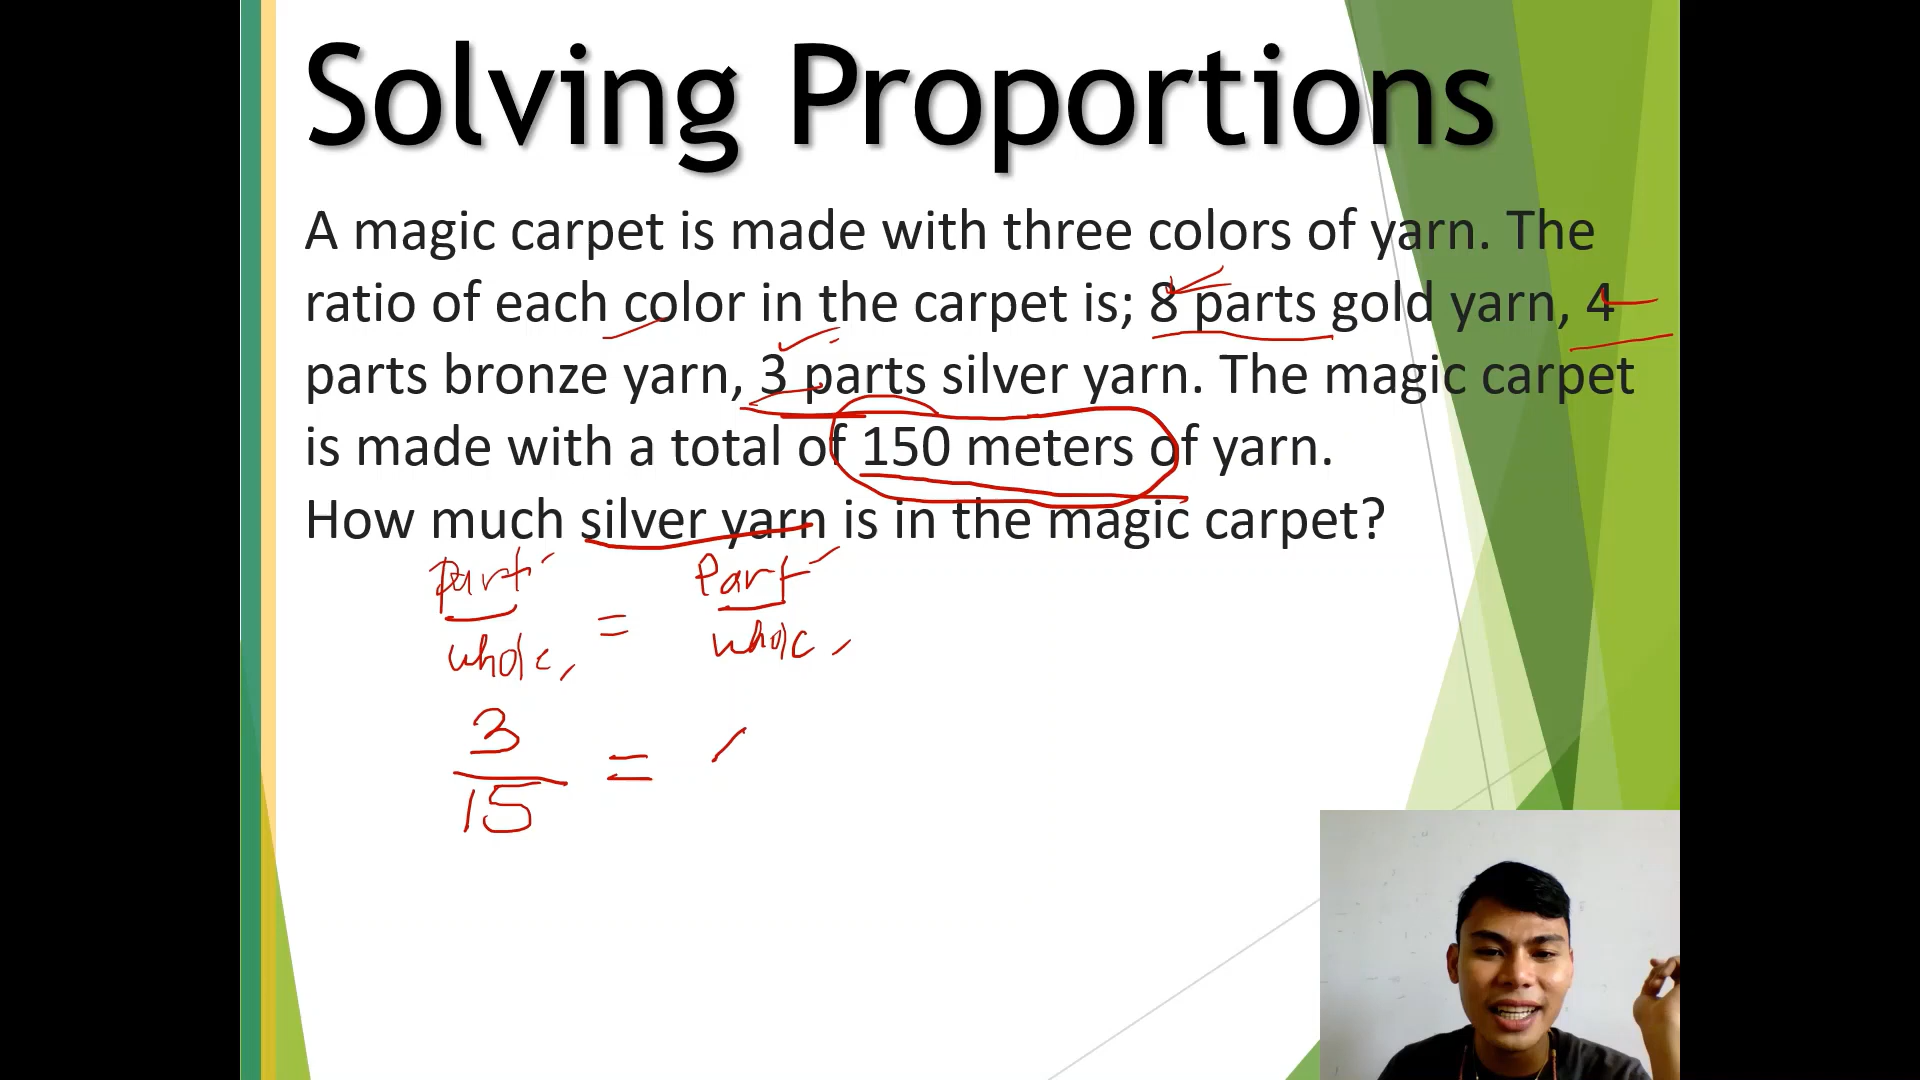 Solving Proportions
A magic carpet is made with three colors of yarn. The
ratio of each color in the carpet is; 8 parts gold yarn, 4
parts bronze yarn, 3 parts silver yarn. The magic carpet
is made with a total of 150 meters of yarn.
How much silver yarn is in the magic carpet?
part = Part
whole whole
3 =
15